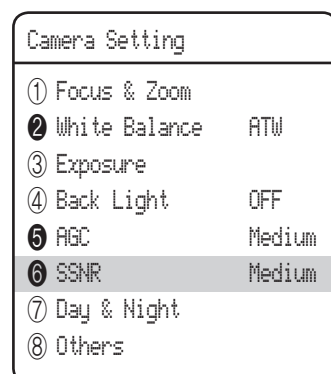 Camera Setting
① Focus & Zoom
❷ White Balance ATW
③ Exposure
④ Back Light OFF
❺ AGC Medium
❻ SSNR Medium
⑦ Day & Night
⑧ Others